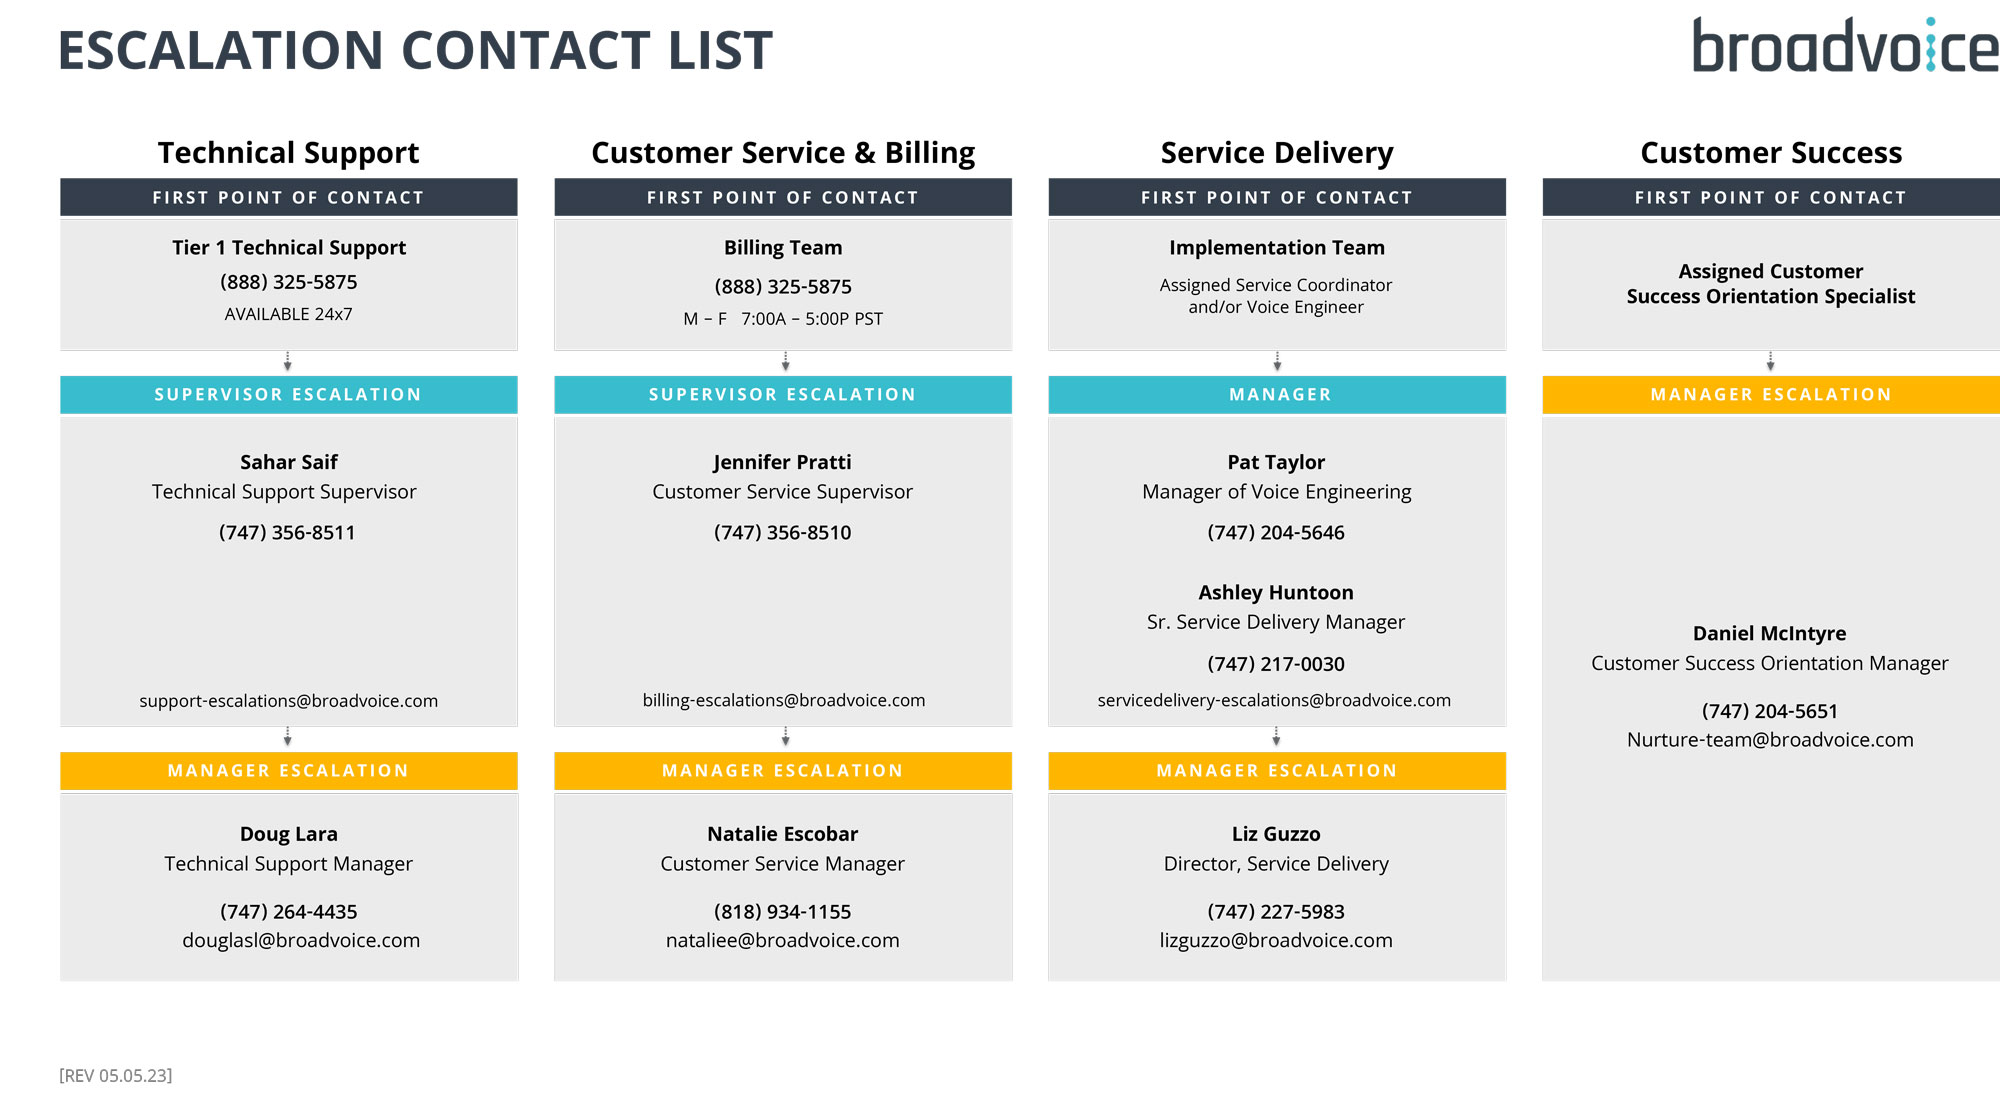 ESCALATION CONTACT LIST
broadvoice
Technical Support
FIRST POINT OF CONTACT
Tier 1 Technical Support
(888) 325-5875
AVAILABLE 24x7
SUPERVISOR ESCALATION
Sahar Saif
Technical Support Supervisor
(747) 356-8511
support-escalations@broadvoice.com
MANAGER ESCALATION
Doug Lara
Technical Support Manager
(747) 264-4435
douglasl@broadvoice.com
Customer Service & Billing
FIRST POINT OF CONTACT
Billing Team
(888) 325-5875
M – F 7:00A – 5:00P PST
SUPERVISOR ESCALATION
Jennifer Pratti
Customer Service Supervisor
(747) 356-8510
billing-escalations@broadvoice.com
MANAGER ESCALATION
Natalie Escobar
Customer Service Manager
(818) 934-1155
nataliee@broadvoice.com
Service Delivery
FIRST POINT OF CONTACT
Implementation Team
Assigned Service Coordinator
and/or Voice Engineer
MANAGER
Pat Taylor
Manager of Voice Engineering
(747) 204-5646
Ashley Huntoon
Sr. Service Delivery Manager
(747) 217-0030
servicedelivery-escalations@broadvoice.com
MANAGER ESCALATION
Liz Guzzo
Director, Service Delivery
(747) 227-5983
lizguzzo@broadvoice.com
Customer Success
FIRST POINT OF CONTACT
Assigned Customer
Success Orientation Specialist
MANAGER ESCALATION
Daniel McIntyre
Customer Success Orientation Manager
(747) 204-5651
Nurture-team@broadvoice.com
[REV 05.05.23]